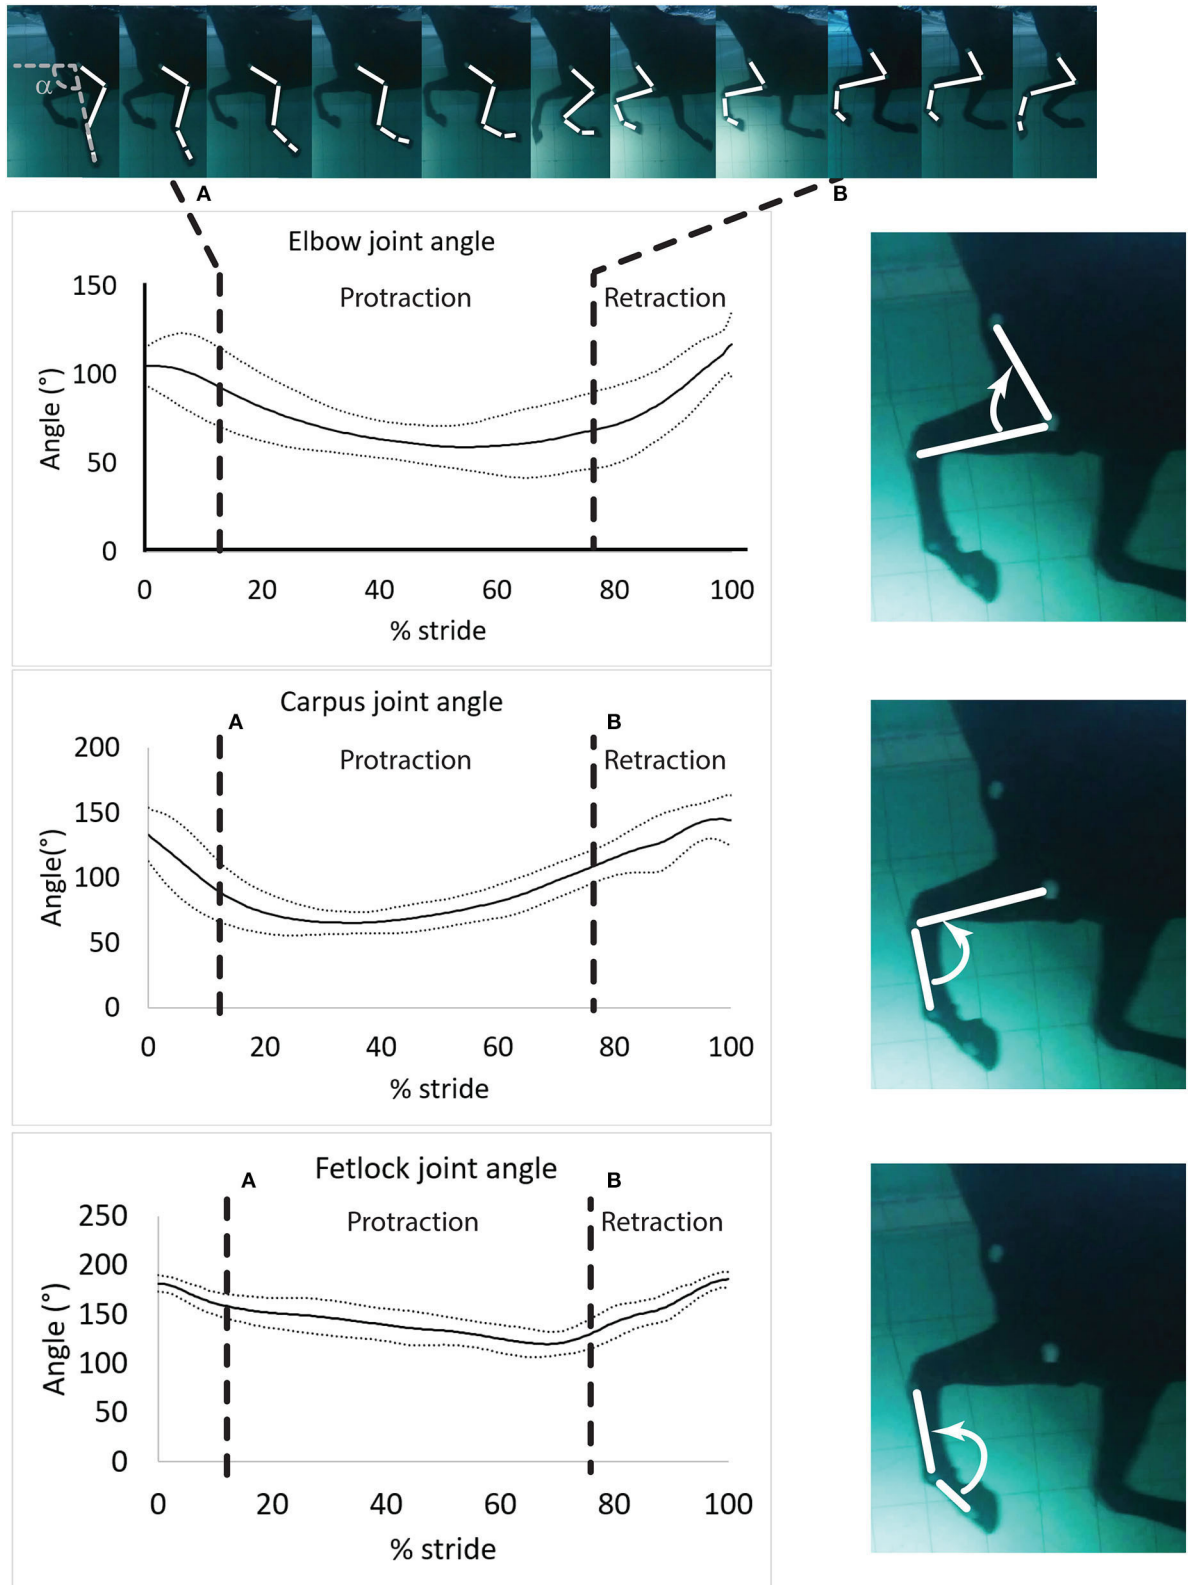 α
A
B
Elbow joint angle
Protraction
Retraction
150
100
50
0
Angle (°)
0 20 40 60 80 100
% stride
Carpus joint angle
A
B
Protraction
Retraction
200
150
100
50
0
Angle(°)
0 20 40 60 80 100
% stride
Fetlock joint angle
A
B
Protraction
Retraction
250
200
150
100
50
0
Angle (°)
0 20 40 60 80 100
% stride